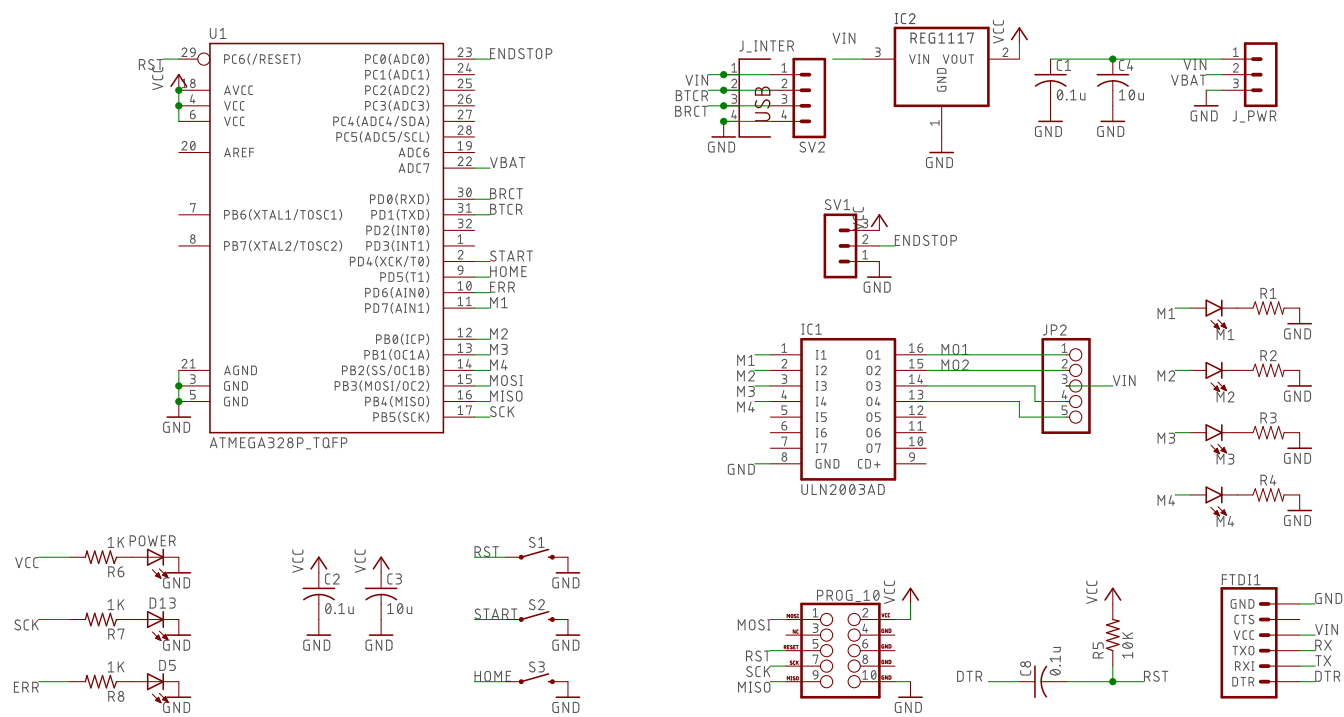 U1
29 PC6(/RESET) PC0(ADC0) 23 ENDSTOP
RST
VCC
PC1(ADC1) 24
18 AVCC PC2(ADC2) 25
4 VCC PC3(ADC3) 26
6 VCC PC4(ADC4/SDA) 27
PC5(ADC5/SCL) 28
20 AREF ADC6 19
ADC7 22 VBAT
PD0(RXD) 30 BRCT
7 PB6(XTAL1/TOSC1) PD1(TXD) 31 BTCR
PD2(INT0) 32
8 PB7(XTAL2/TOSC2) PD3(INT1) 1
PD4(XCK/T0) 2 START
PD5(T1) 9 HOME
PD6(AIN0) 10 ERR
PD7(AIN1) 11 M1
PB0(ICP) 12 M2
PB1(OC1A) 13 M3
21 AGND PB2(SS/OC1B) 14 M4
3 GND PB3(MOSI/OC2) 15 MOSI
5 GND PB4(MISO) 16 MISO
PB5(SCK) 17 SCK
GND
ATMEGA328P_TQFP
J_INTER
VIN 1
BTCR 2
BRCT 3
4
USB
GND
SV2
IC2
REG1117
VIN 3 VIN VOUT 2 VCC
GND
1
GND
C1
0.1u
GND
C4
10u
GND
1
VIN 2
VBAT 3
GND
J_PWR
SV1
VCC
3
2 ENDSTOP
1
GND
IC1
M1 1 I1 O1 16 MO1
M2 2 I2 O2 15 MO2
M3 3 I3 O3 14
M4 4 I4 O4 13
5 I5 O5 12
6 I6 O6 11
7 I7 O7 10
GND 8 GND CD+ 9
ULN2003AD
JP2
1
2
3 VIN
4
5
M1 M1 R1 GND
M2 M2 R2 GND
M3 M3 R3 GND
M4 M4 R4 GND
VCC 1K R6 POWER GND
SCK 1K R7 D13 GND
ERR 1K R8 D5 GND
VCC
C2
0.1u
GND
VCC
C3
10u
GND
RST S1 GND
START S2 GND
HOME S3 GND
PROG_10
VCC
MOSI MOSI 1 2 VCC
NC 3 4 GND
RST RESET 5 6 GND
SCK SCK 7 8 GND
MISO MISO 9 10 GND
GND
VCC
R5
10K
DTR C8 0.1u RST
FTDI1
GND GND
CTS
VCC VIN
TXO RX
RXI TX
DTR DTR